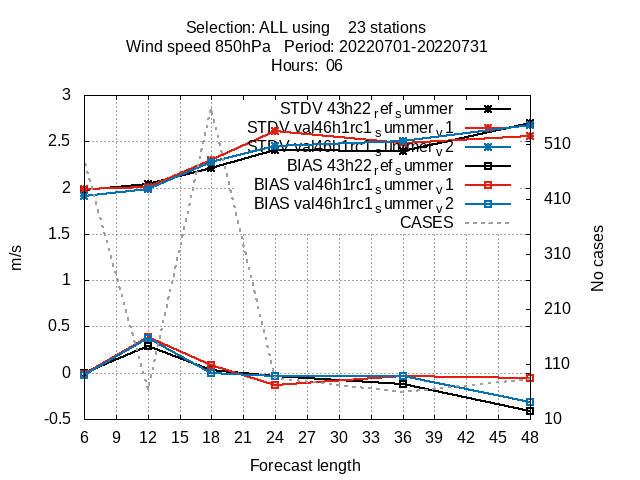 Selection: ALL using 23 stations
Wind speed 850hPa Period: 20220701-20220731
Hours: 06
STDV 43h22_ref_summer
STDV val46h1rc1_summer_v1
STDV val46h1rc1_summer_v2
BIAS 43h22_ref_summer
BIAS val46h1rc1_summer_v1
BIAS val46h1rc1_summer_v2
CASES
3
2.5
2
1.5
1
0.5
0
-0.5
m/s
510
410
310
210
110
10
No cases
6 9 12 15 18 21 24 27 30 33 36 39 42 45 48
Forecast length